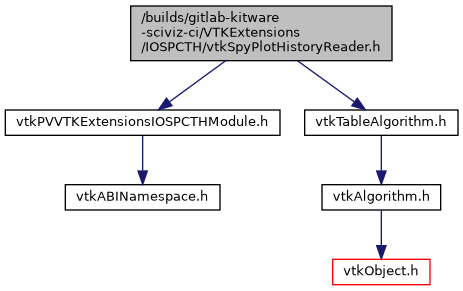 /builds/gitlab-kitware
-sciviz-ci/VTKExtensions
/IOSPCTH/vtkSpyPlotHistoryReader.h
vtkPVVTKExtensionsIOSPCTHModule.h
vtkTableAlgorithm.h
vtkABINamespace.h
vtkAlgorithm.h
vtkObject.h